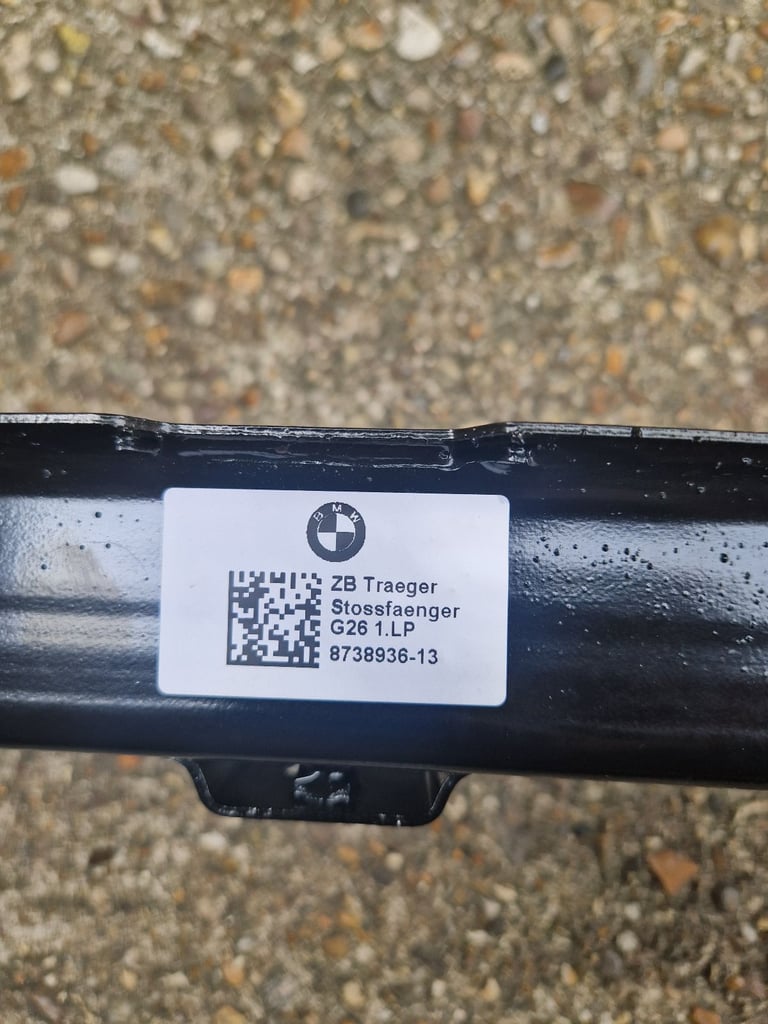 BMW
ZB Traeger
Stossfaenger
G26 1.LP
8738936-13